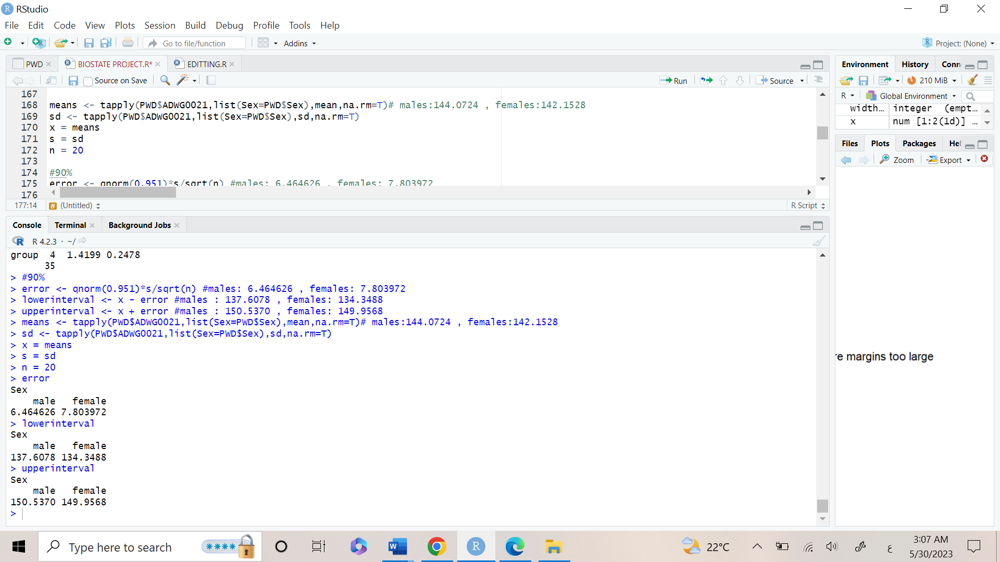 RStudio
File Edit Code View Plots Session Build Debug Profile Tools Help
Go to file/function Addins Project: (None)
PWD BIOSTATE PROJECT.R* EDITTING.R
Source on Save Run Source
167
168 means <- tapply(PWD$ADWG0021,list(Sex=PWD$Sex),mean,na.rm=T)# males:144.0724 , females:142.1528
169 sd <- tapply(PWD$ADWG0021,list(Sex=PWD$Sex),sd,na.rm=T)
170 x = means
171 s = sd
172 n = 20
173
174 #90%
175 error <- qnorm(0.951)*s/sqrt(n) #males: 6.464626 , females: 7.803972
176
177:14 (Untitled) R Script
Console Terminal Background Jobs
R 4.2.3 · ~/
group 4 1.4199 0.2478
35
> #90%
> error <- qnorm(0.951)*s/sqrt(n) #males: 6.464626 , females: 7.803972
> lowerinterval <- x - error #males : 137.6078 , females: 134.3488
> upperinterval <- x + error #males : 150.5370 , females: 149.9568
> means <- tapply(PWD$ADWG0021,list(Sex=PWD$Sex),mean,na.rm=T)# males:144.0724 , females:142.1528
> sd <- tapply(PWD$ADWG0021,list(Sex=PWD$Sex),sd,na.rm=T)
> x = means
> s = sd
> n = 20
> error
Sex
male female
6.464626 7.803972
> lowerinterval
Sex
male female
137.6078 134.3488
> upperinterval
Sex
male female
150.5370 149.9568
>
Environment History Conn
210 MiB
R Global Environment
width... integer (empt...
x num [1:2(1d)] ...
Files Plots Packages Hel
Zoom Export
re margins too large
Type here to search
22°C
ع
3:07 AM
5/30/2023